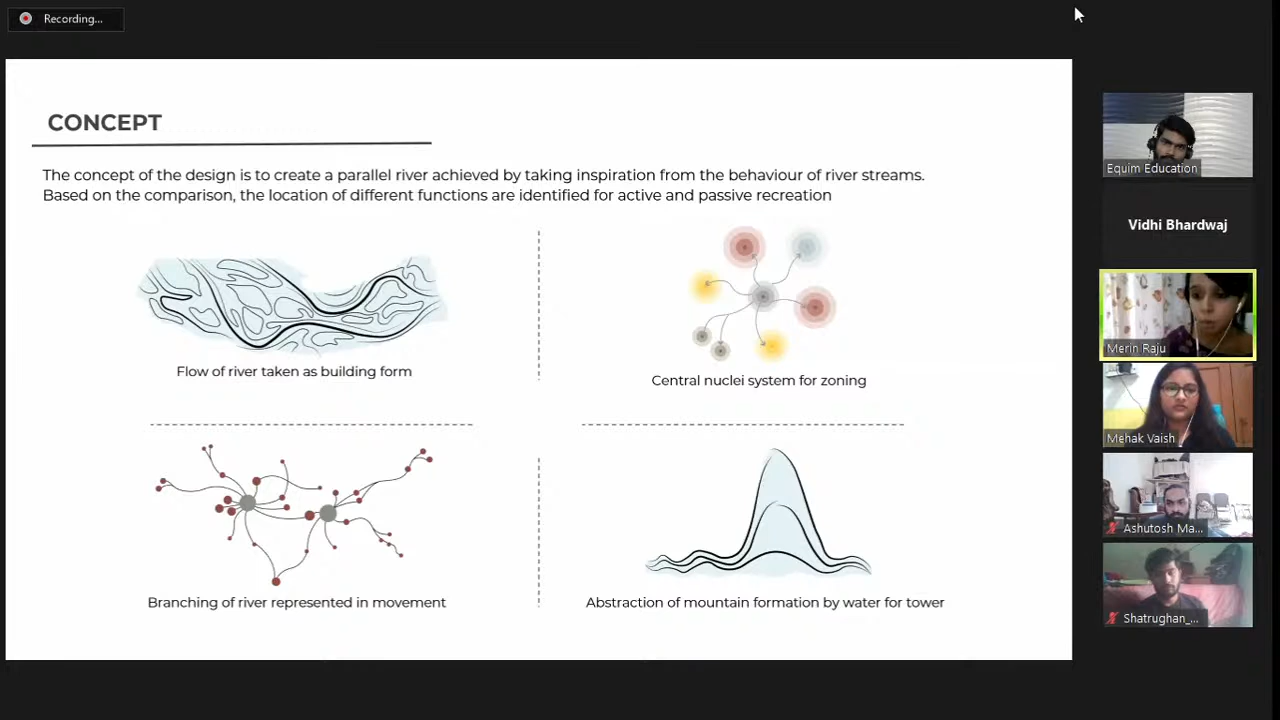 Recording...
CONCEPT
The concept of the design is to create a parallel river achieved by taking inspiration from the behaviour of river streams.
Based on the comparison, the location of different functions are identified for active and passive recreation
Flow of river taken as building form
Central nuclei system for zoning
Branching of river represented in movement
Abstraction of mountain formation by water for tower
Equim Education
Vidhi Bhardwaj
Merin Raju
Mehak Vaish
Ashutosh Ma...
Shatrughan_...